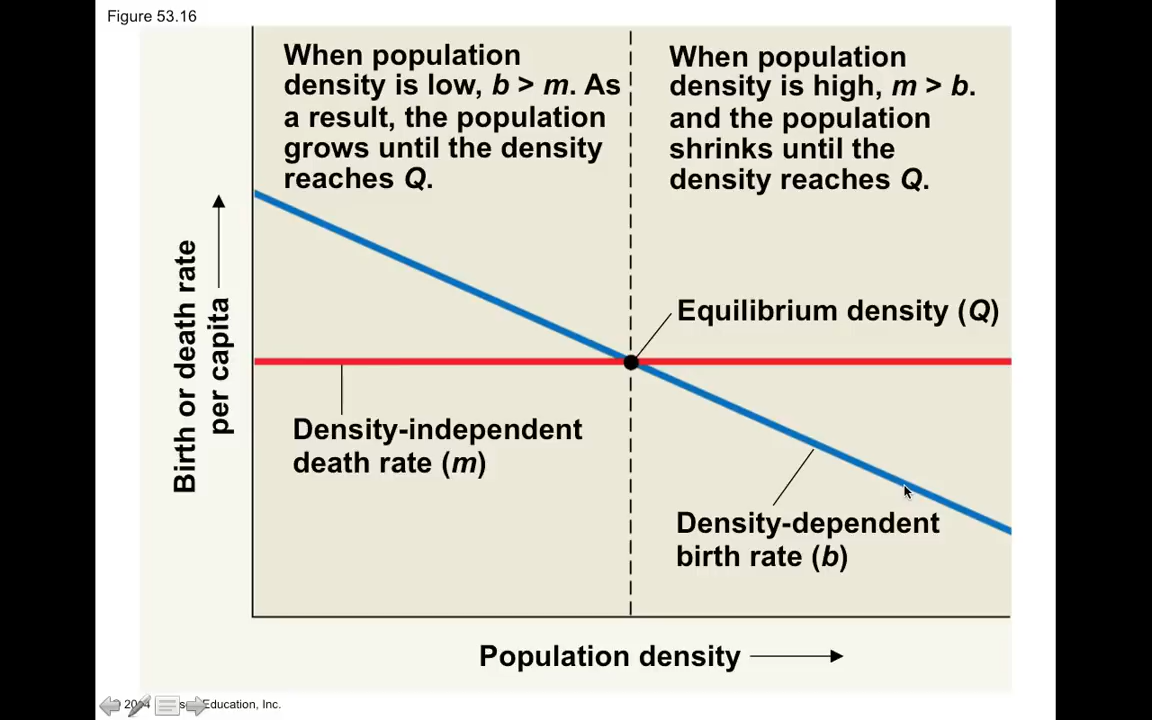 Figure 53.16
When population
density is low, b > m. As
a result, the population
grows until the density
reaches Q.
When population
density is high, m > b.
and the population
shrinks until the
density reaches Q.
Birth or death rate
per capita
Equilibrium density (Q)
Density-independent
death rate (m)
Density-dependent
birth rate (b)
Population density
Education, Inc.